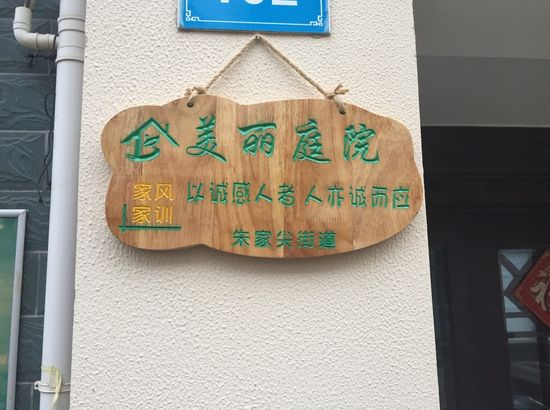 美丽庭院
家风
家训
以诚感人者 人亦诚而应
朱家尖街道